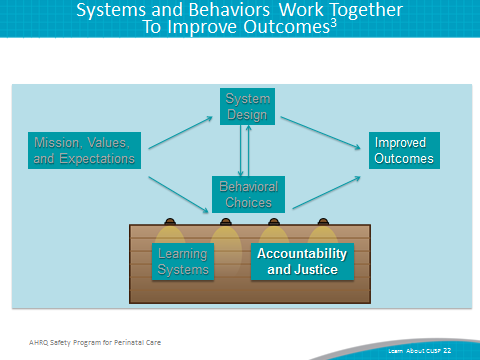 Systems and Behaviors Work Together
To Improve Outcomes3
System
Design
Mission, Values,
and Expectations
Improved
Outcomes
Behavioral
Choices
Learning
Systems
Accountability
and Justice
AHRQ Safety Program for Perinatal Care
Learn About CUSP 22